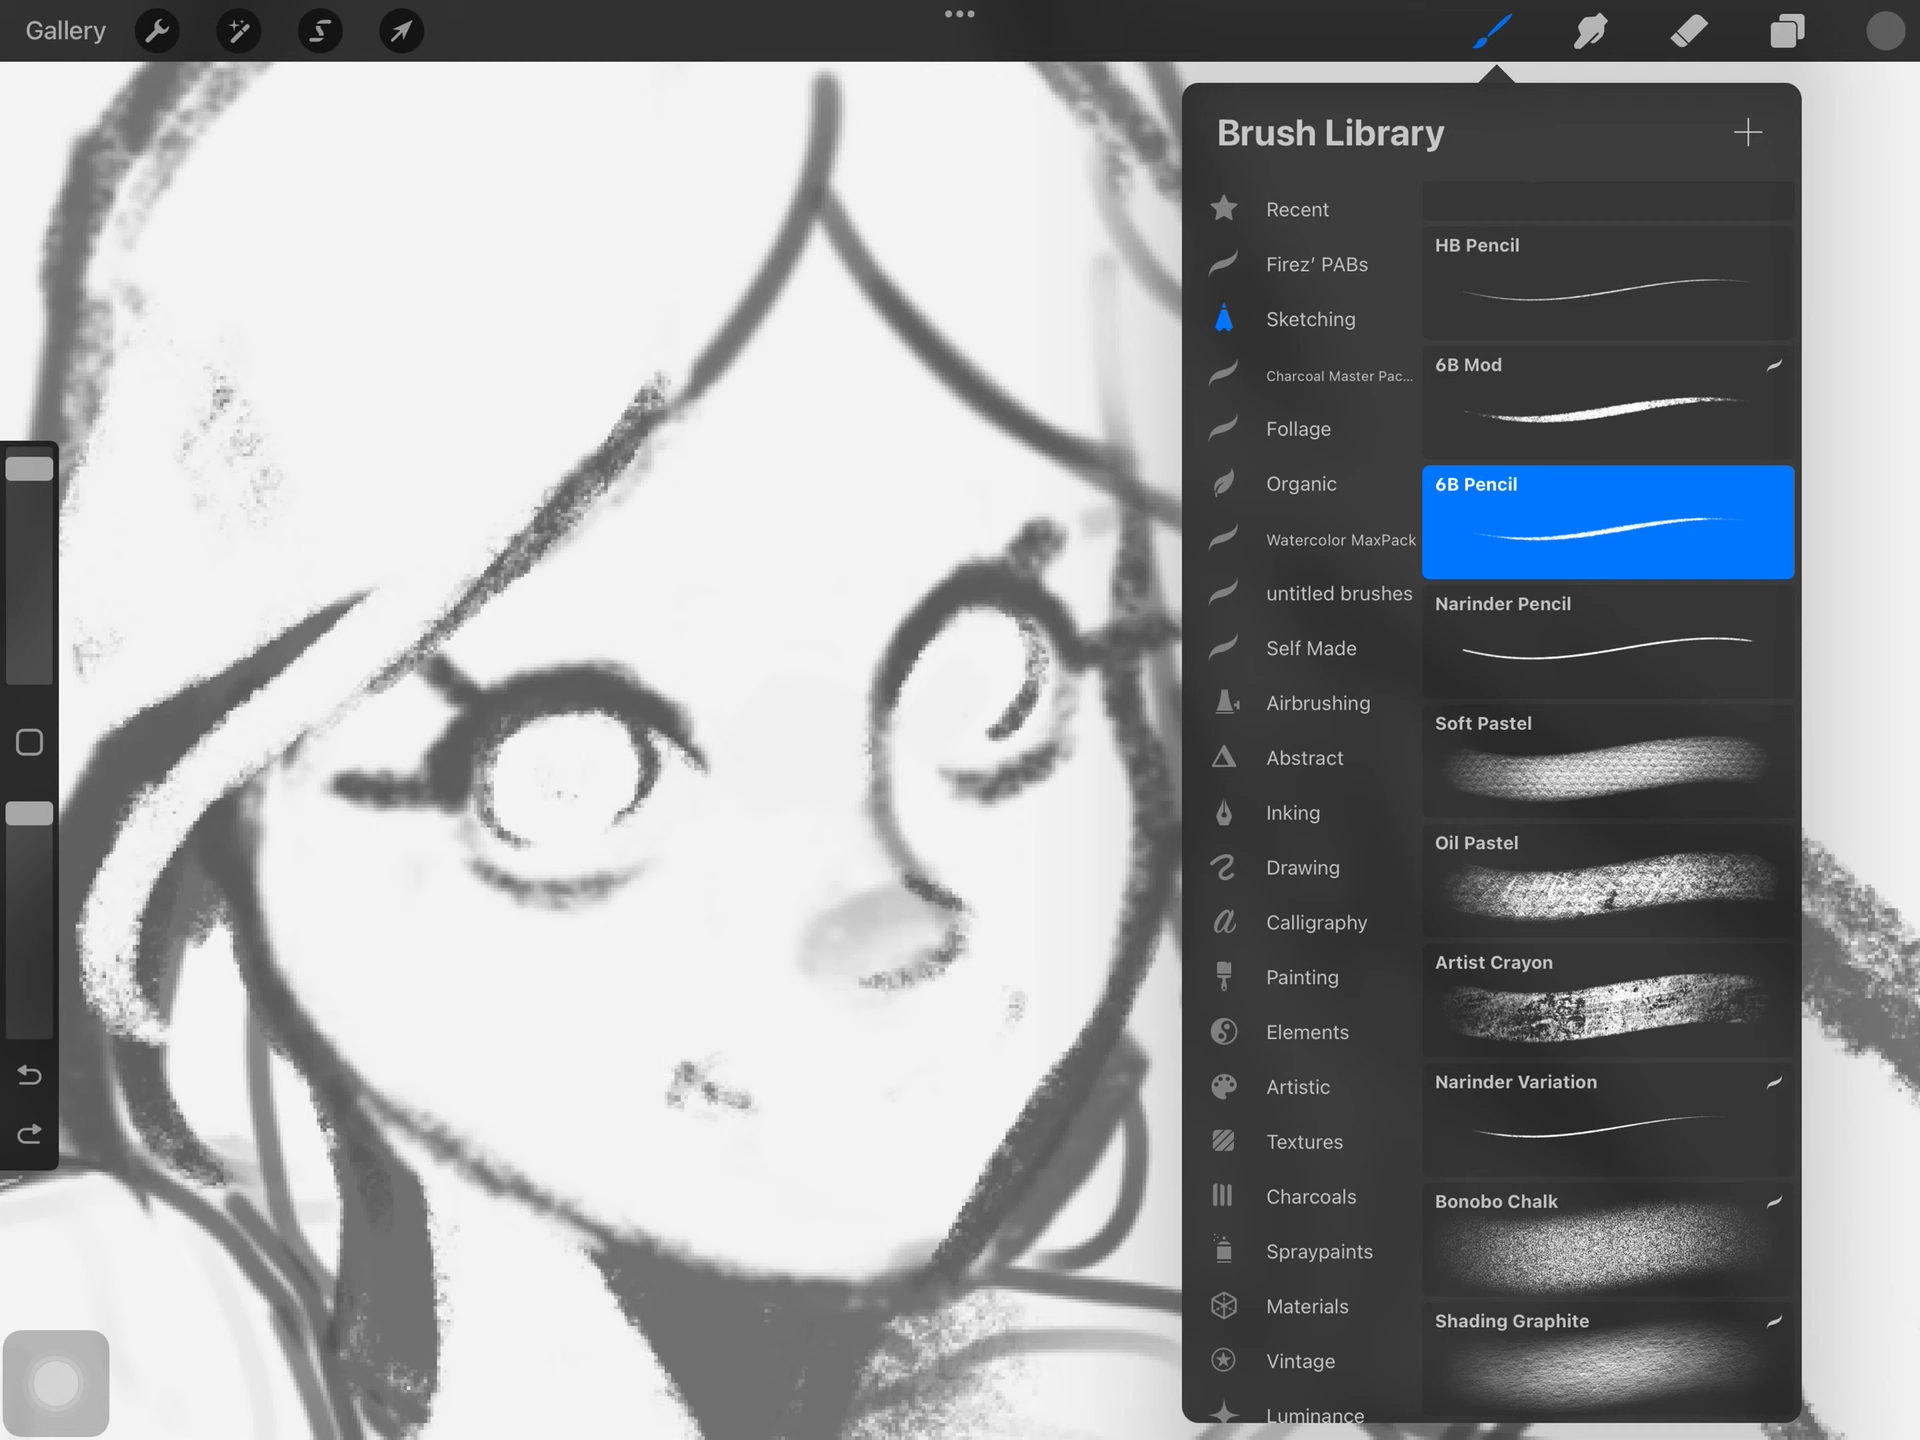 Gallery
Brush Library
Recent
Firez’ PABs
Sketching
Charcoal Master Pac...
Follage
Organic
Watercolor MaxPack
untitled brushes
Self Made
Airbrushing
Abstract
Inking
Drawing
Calligraphy
Painting
Elements
Artistic
Textures
Charcoals
Spraypaints
Materials
Vintage
Luminance
HB Pencil
6B Mod
6B Pencil
Narinder Pencil
Soft Pastel
Oil Pastel
Artist Crayon
Narinder Variation
Bonobo Chalk
Shading Graphite